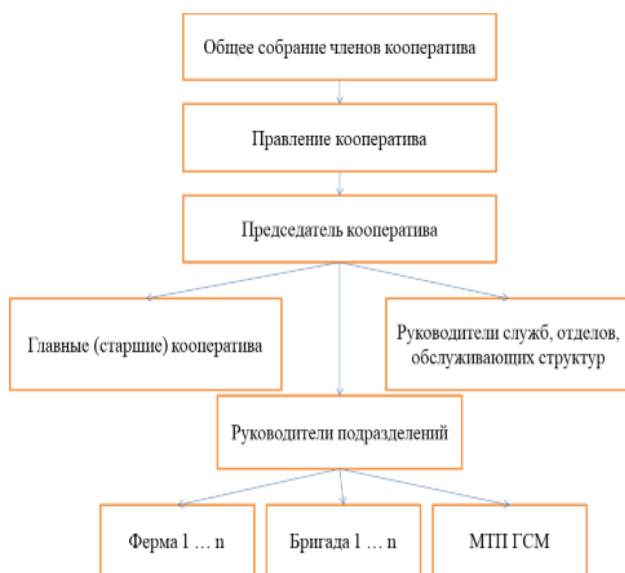 Общее собрание членов кооператива
Правление кооператива
Председатель кооператива
Главные (старшие) кооператива
Руководители служб, отделов,
обслуживающих структур
Руководители подразделений
Ферма 1 … n
Бригада 1 … n
МТП ГСМ